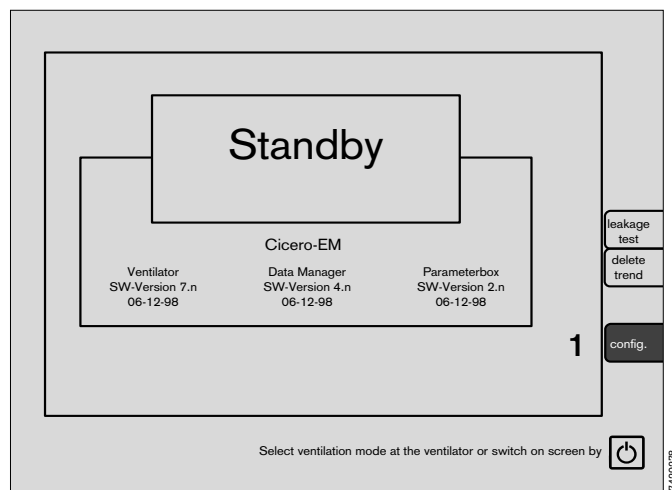 Standby
Cicero-EM
Ventilator
SW-Version 7.n
06-12-98
Data Manager
SW-Version 4.n
06-12-98
Parameterbox
SW-Version 2.n
06-12-98
leakage
test
delete
trend
1
config.
Select ventilation mode at the ventilator or switch on screen by